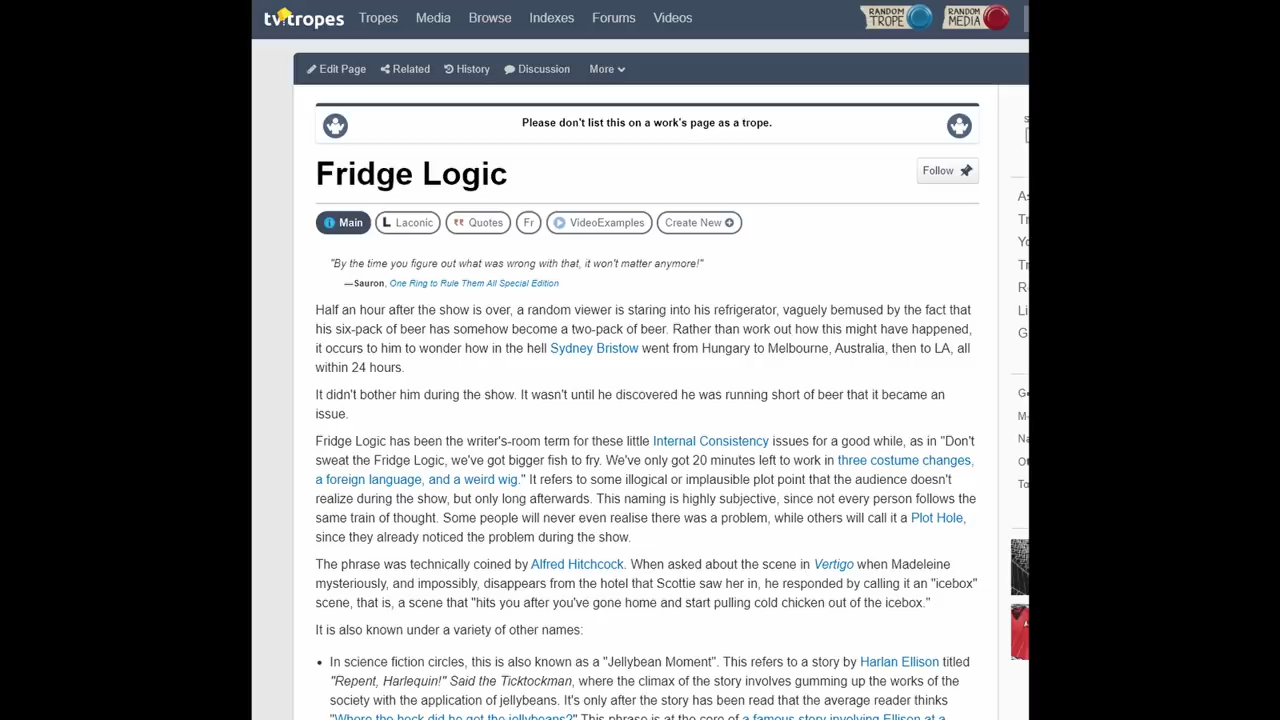 tvtropes Tropes Media Browse Indexes Forums Videos RANDOM TROPE RANDOM MEDIA
Edit Page Related History Discussion More
Please don't list this on a work's page as a trope.
Fridge Logic
Follow
Main Laconic Quotes Fr VideoExamples Create New
"By the time you figure out what was wrong with that, it won't matter anymore!"
—Sauron, One Ring to Rule Them All Special Edition
Half an hour after the show is over, a random viewer is staring into his refrigerator, vaguely bemused by the fact that
his six-pack of beer has somehow become a two-pack of beer. Rather than work out how this might have happened,
it occurs to him to wonder how in the hell Sydney Bristow went from Hungary to Melbourne, Australia, then to LA, all
within 24 hours.
It didn't bother him during the show. It wasn't until he discovered he was running short of beer that it became an
issue.
Fridge Logic has been the writer's-room term for these little Internal Consistency issues for a good while, as in "Don't
sweat the Fridge Logic, we've got bigger fish to fry. We've only got 20 minutes left to work in three costume changes,
a foreign language, and a weird wig." It refers to some illogical or implausible plot point that the audience doesn't
realize during the show, but only long afterwards. This naming is highly subjective, since not every person follows the
same train of thought. Some people will never even realise there was a problem, while others will call it a Plot Hole,
since they already noticed the problem during the show.
The phrase was technically coined by Alfred Hitchcock. When asked about the scene in Vertigo when Madeleine
mysteriously, and impossibly, disappears from the hotel that Scottie saw her in, he responded by calling it an "icebox"
scene, that is, a scene that "hits you after you've gone home and start pulling cold chicken out of the icebox."
It is also known under a variety of other names:
• In science fiction circles, this is also known as a "Jellybean Moment". This refers to a story by Harlan Ellison titled
"Repent, Harlequin!" Said the Ticktockman, where the climax of the story involves gumming up the works of the
society with the application of jellybeans. It's only after the story has been read that the average reader thinks
"Where the heck did he get the jellybeans?" This phrase is at the core of a famous story involving Ellison at a